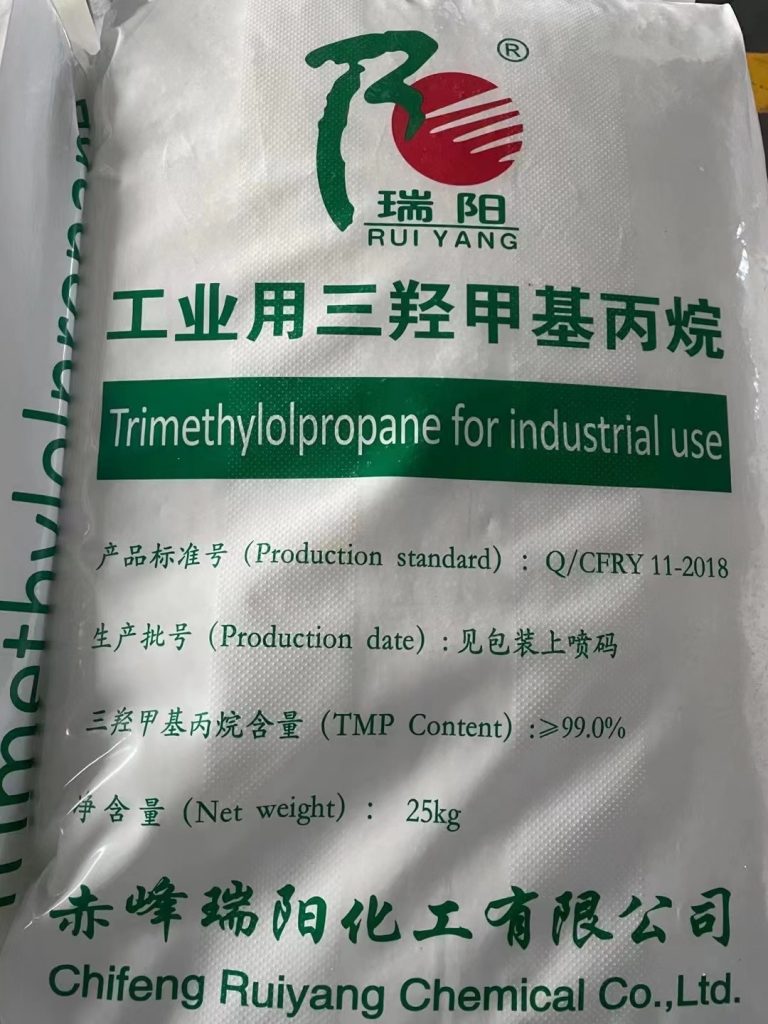 ®
瑞阳
RUI YANG
工业用三羟甲基丙烷
Trimethylolpropane for industrial use
产品标准号 (Production standard) : Q/CFRY 11-2018
生产批号 (Production date) : 见包装上喷码
三羟甲基丙烷含量 (TMP Content) :≥99.0%
净含量 (Net weight) : 25kg
赤峰瑞阳化工有限公司
Chifeng Ruiyang Chemical Co.,Ltd.
Trimethylolpropane